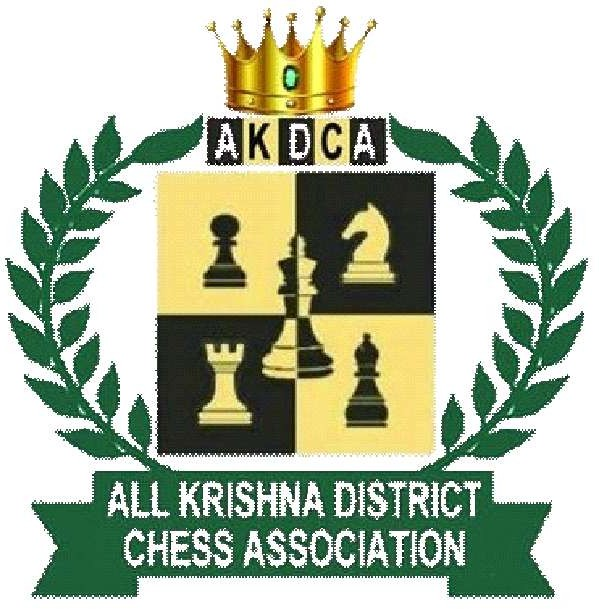 AKDCA
ALL KRISHNA DISTRICT
CHESS ASSOCIATION